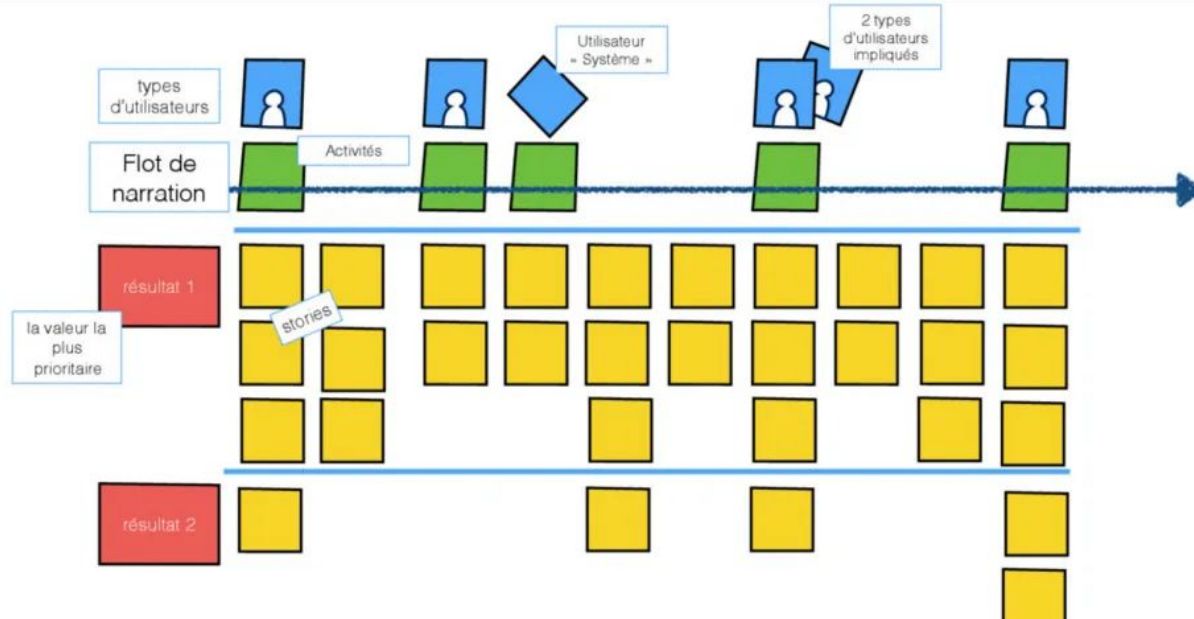 2 types
d'utilisateurs
impliqués
Utilisateur
« Système »
types
d'utilisateurs
Activités
Flot de
narration
résultat 1
stories
la valeur la
plus
prioritaire
résultat 2